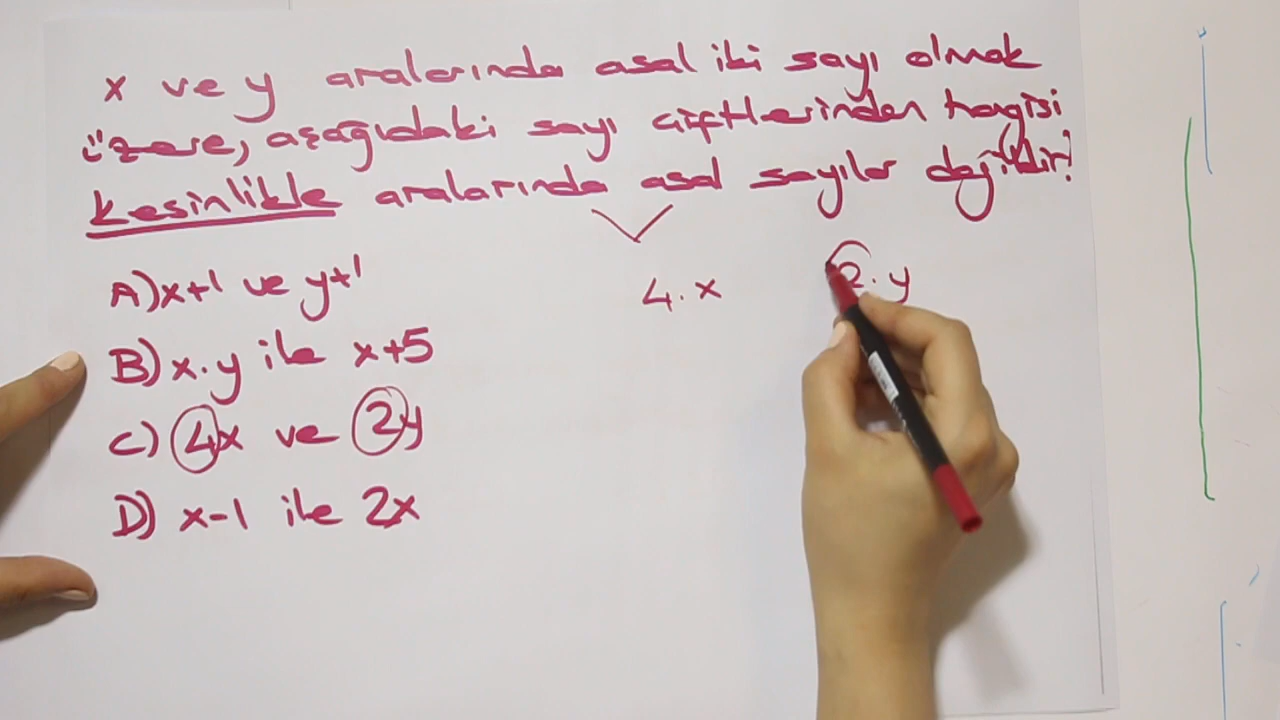 x ve y aralarında asal iki sayı olmak
üzere, aşağıdaki sayı çiftlerinden hangisi
kesinlikle aralarında asal sayılar değildir?
A) x+1 ve y+1
4.x 2.y
B) x.y ile x+5
C) 4x ve 2y
D) x-1 ile 2x